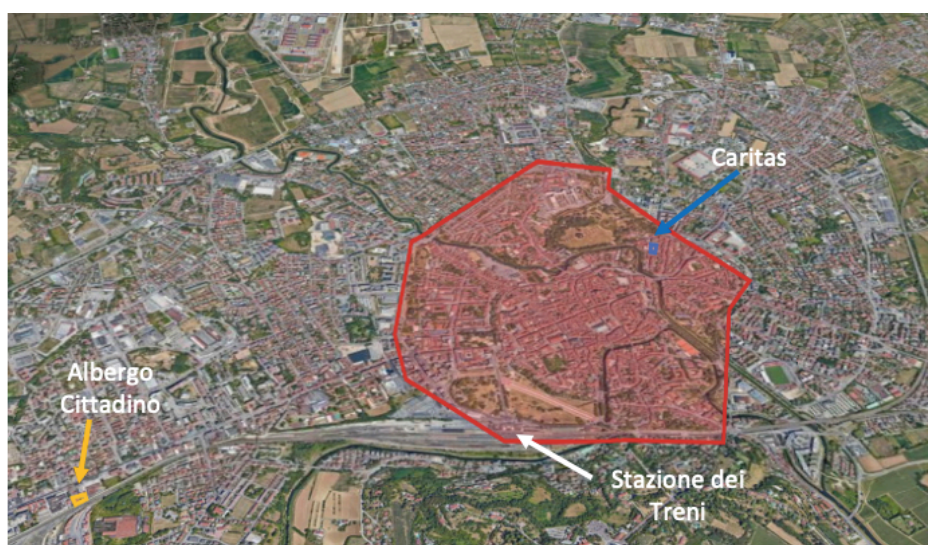 Caritas
Albergo
Cittadino
Stazione dei
Treni